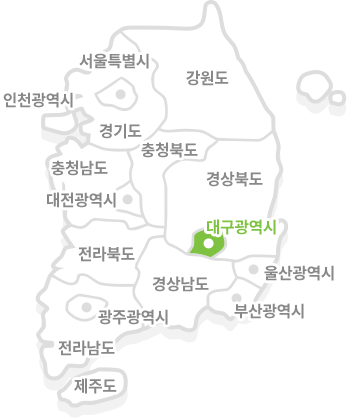 서울특별시
강원도
인천광역시
경기도
충청북도
충청남도
경상북도
대전광역시
대구광역시
전라북도
울산광역시
경상남도
부산광역시
광주광역시
전라남도
제주도